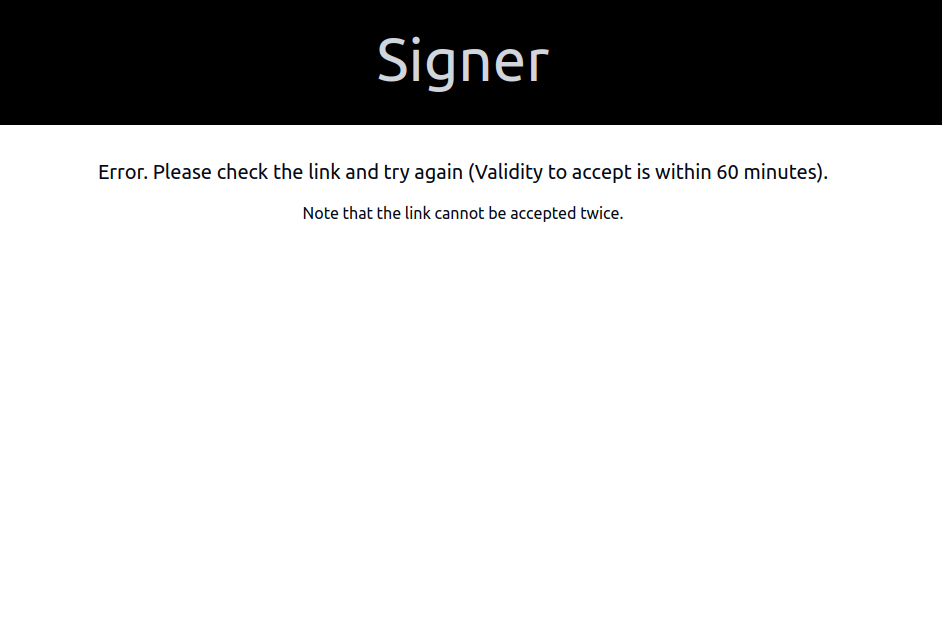 Signer
Error. Please check the link and try again (Validity to accept is within 60 minutes).
Note that the link cannot be accepted twice.